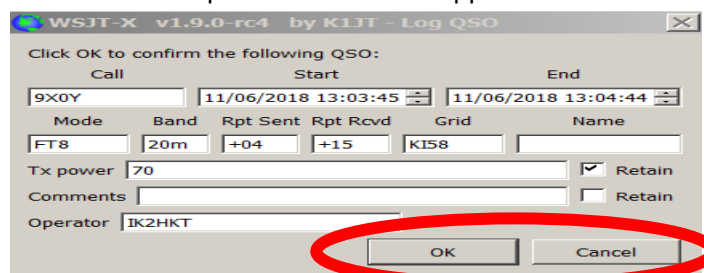 WSJT-X v1.9.0-rc4 by K1JT - Log QSO
Click OK to confirm the following QSO:
Call Start End
9X0Y 11/06/2018 13:03:45 11/06/2018 13:04:44
Mode Band Rpt Sent Rpt Rcvd Grid Name
FT8 20m +04 +15 KI58
Tx power 70 Retain
Comments Retain
Operator IK2HKT
OK Cancel